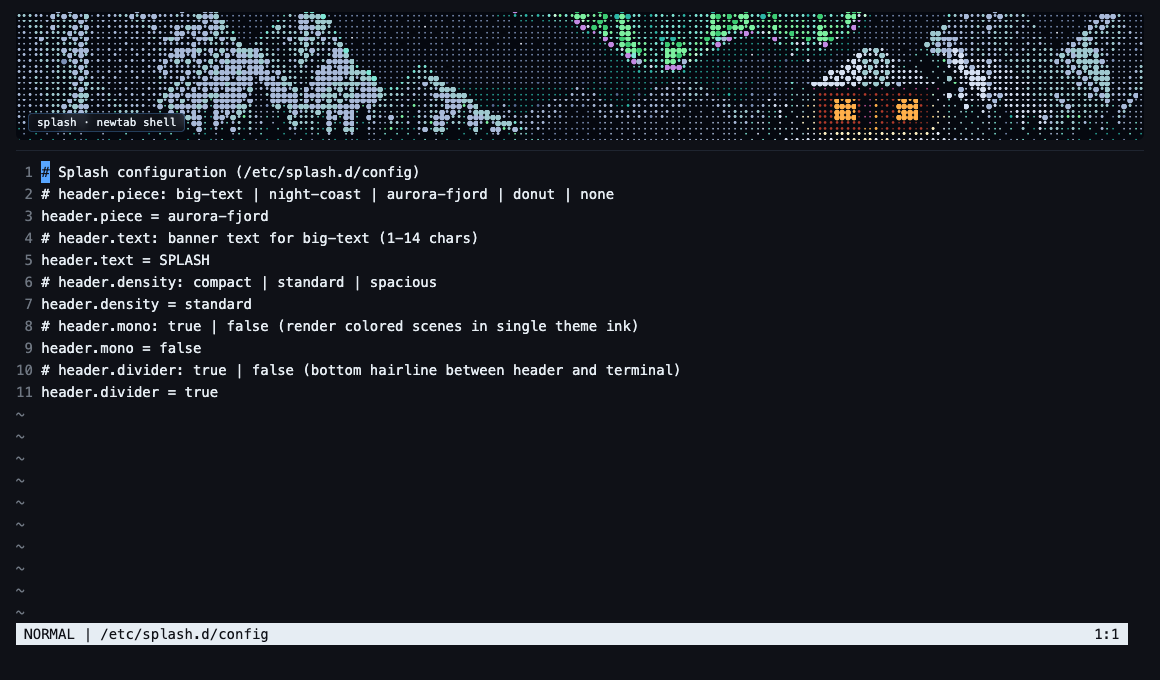 splash · newtab shell
1 # Splash configuration (/etc/splash.d/config)
2 # header.piece: big-text | night-coast | aurora-fjord | donut | none
3 header.piece = aurora-fjord
4 # header.text: banner text for big-text (1-14 chars)
5 header.text = SPLASH
6 # header.density: compact | standard | spacious
7 header.density = standard
8 # header.mono: true | false (render colored scenes in single theme ink)
9 header.mono = false
10 # header.divider: true | false (bottom hairline between header and terminal)
11 header.divider = true
~
~
~
~
~
~
~
~
~
~
NORMAL | /etc/splash.d/config 1:1